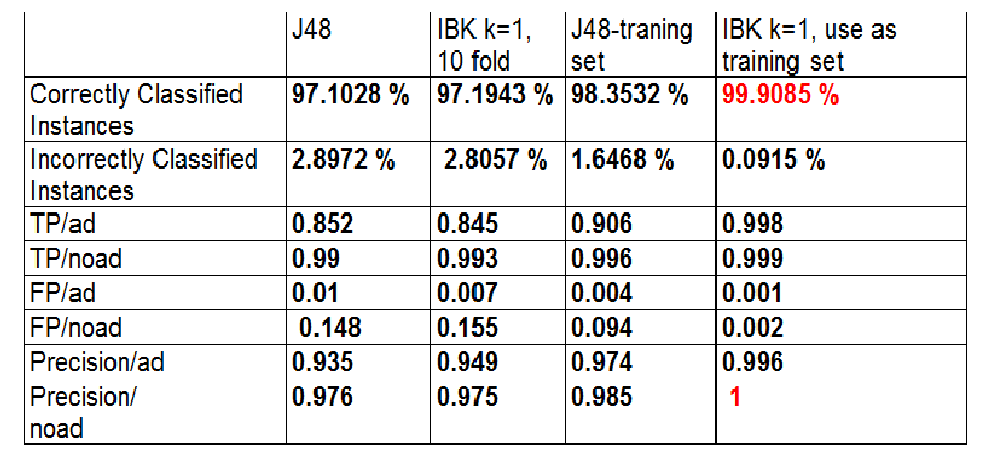 J48 IBK k=1, J48-traning IBK k=1, use as
10 fold set training set
Correctly Classified 97.1028 % 97.1943 % 98.3532 % 99.9085 %
Instances
Incorrectly Classified 2.8972 % 2.8057 % 1.6468 % 0.0915 %
Instances
TP/ad 0.852 0.845 0.906 0.998
TP/noad 0.99 0.993 0.996 0.999
FP/ad 0.01 0.007 0.004 0.001
FP/noad 0.148 0.155 0.094 0.002
Precision/ad 0.935 0.949 0.974 0.996
Precision/ 0.976 0.975 0.985 1
noad